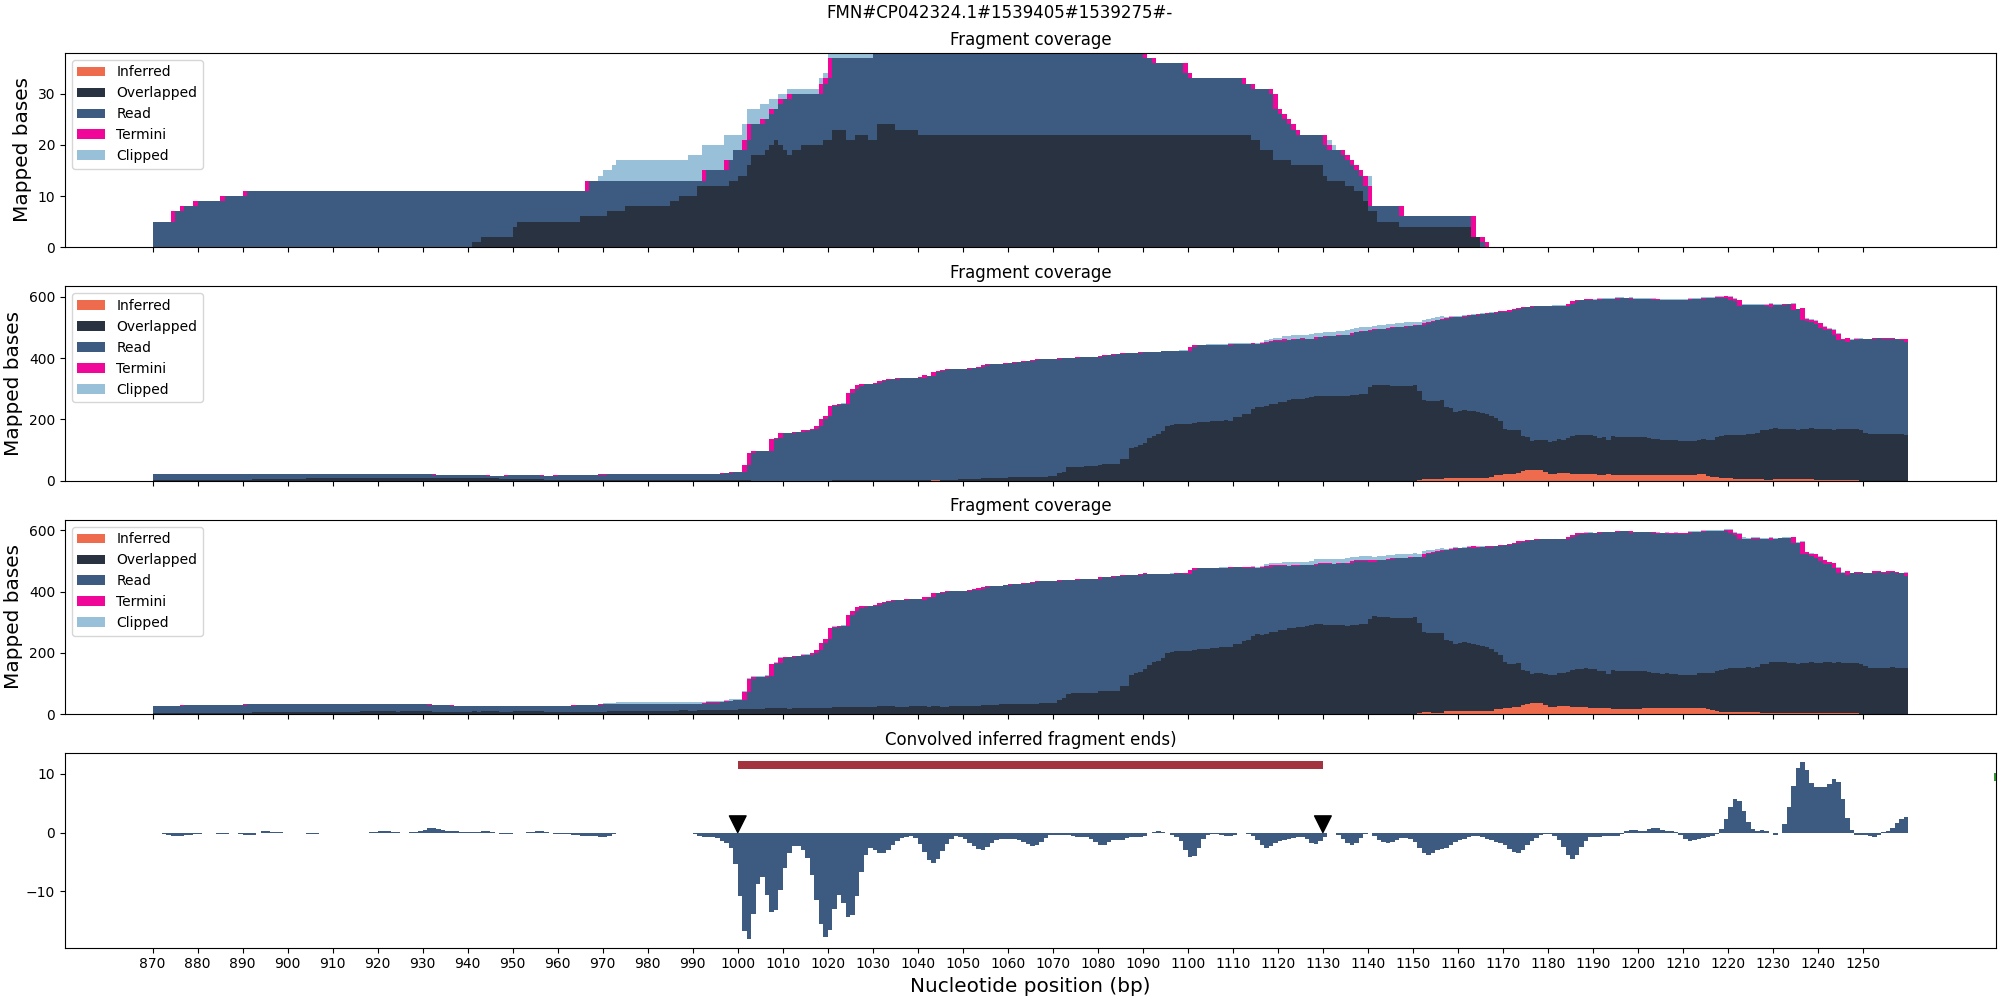 FMN#CP042324.1#1539405#1539275#-
Fragment coverage
Mapped bases
30
20
10
0
Inferred
Overlapped
Read
Termini
Clipped
Fragment coverage
Mapped bases
600
400
200
0
Inferred
Overlapped
Read
Termini
Clipped
Fragment coverage
Mapped bases
600
400
200
0
Inferred
Overlapped
Read
Termini
Clipped
Convolved inferred fragment ends)
10
0
−10
870 880 890 900 910 920 930 940 950 960 970 980 990 1000 1010 1020 1030 1040 1050 1060 1070 1080 1090 1100 1110 1120 1130 1140 1150 1160 1170 1180 1190 1200 1210 1220 1230 1240 1250
Nucleotide position (bp)